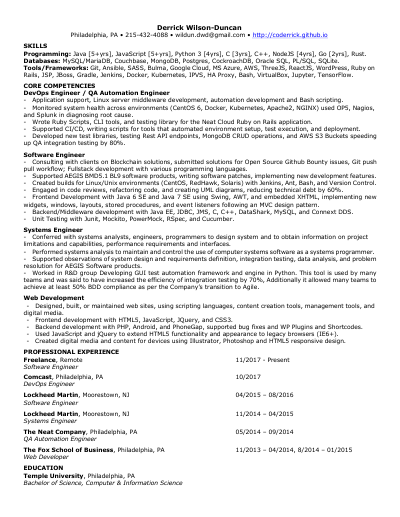 Derrick Wilson-Duncan
Philadelphia, PA • 215-432-4088 • wildun.dwd@gmail.com • http://coderrick.github.io
SKILLS
Programming: Java [5+yrs], JavaScript [5+yrs], Python 3 [4yrs], C [3yrs], C++, NodeJS [4yrs], Go [2yrs], Rust.
Databases: MySQL/MariaDB, Couchbase, MongoDB, Postgres, CockroachDB, Oracle SQL, PL/SQL, SQLite.
Tools/Frameworks: Git, Ansible, SASS, Bulma, Google Cloud, MS Azure, AWS, ThreeJS, ReactJS, WordPress, Ruby on
Rails, JSP, JBoss, Gradle, Jenkins, Docker, Kubernetes, IPVS, HA Proxy, Bash, VirtualBox, Jupyter, TensorFlow.
CORE COMPETENCIES
DevOps Engineer / QA Automation Engineer
- Application support, Linux server middleware development, automation development and Bash scripting.
- Monitored system health across environments (CentOS 6, Docker, Kubernetes, Apache2, NGINX) used OP5, Nagios,
and Splunk in diagnosing root cause.
- Wrote Ruby Scripts, CLI tools, and testing library for the Neat Cloud Ruby on Rails application.
- Supported CI/CD, writing scripts for tools that automated environment setup, test execution, and deployment.
- Developed new test libraries, testing Rest API endpoints, MongoDB CRUD operations, and AWS S3 Buckets speeding
up QA integration testing by 80%.
Software Engineer
- Consulting with clients on Blockchain solutions, submitted solutions for Open Source Github Bounty issues, Git push
pull workflow; Fullstack development with various programming languages.
- Supported AEGIS BMD5.1 BL9 software products, writing software patches, implementing new development features.
- Created builds for Linux/Unix environments (CentOS, RedHawk, Solaris) with Jenkins, Ant, Bash, and Version Control.
- Engaged in code reviews, refactoring code, and creating UML diagrams, reducing technical debt by 60%.
- Frontend Development with Java 6 SE and Java 7 SE using Swing, AWT, and embedded XHTML, implementing new
widgets, windows, layouts, stored procedures, and event listeners following an MVC design pattern.
- Backend/Middleware development with Java EE, JDBC, JMS, C, C++, DataShark, MySQL, and Connext DDS.
- Unit Testing with Junit, Mockito, PowerMock, RSpec, and Cucumber.
Systems Engineer
- Conferred with systems analysts, engineers, programmers to design system and to obtain information on project
limitations and capabilities, performance requirements and interfaces.
- Performed systems analysis to maintain and control the use of computer systems software as a systems programmer.
- Supported observations of system design and requirements definition, integration testing, data analysis, and problem
resolution for AEGIS Software products.
- Worked in R&D group Developing GUI test automation framework and engine in Python. This tool is used by many
teams and was said to have increased the efficiency of integration testing by 70%, Additionally it allowed many teams to
achieve at least 50% BDD compliance as per the Company's transition to Agile.
Web Development
- Designed, built, or maintained web sites, using scripting languages, content creation tools, management tools, and
digital media.
- Frontend development with HTML5, JavaScript, JQuery, and CSS3.
- Backend development with PHP, Android, and PhoneGap, supported bug fixes and WP Plugins and Shortcodes.
- Used JavaScript and JQuery to extend HTML5 functionality and appearance to legacy browsers (IE6+).
- Created digital media and content for devices using Illustrator, Photoshop and HTML5 responsive design.
PROFESSIONAL EXPERIENCE
Freelance, Remote 11/2017 - Present
Software Engineer
Comcast, Philadelphia, PA 10/2017
DevOps Engineer
Lockheed Martin, Moorestown, NJ 04/2015 – 08/2016
Software Engineer
Lockheed Martin, Moorestown, NJ 11/2014 – 04/2015
Systems Engineer
The Neat Company, Philadelphia, PA 05/2014 – 09/2014
QA Automation Engineer
The Fox School of Business, Philadelphia, PA 11/2013 – 04/2014, 8/2014 – 01/2015
Web Developer
EDUCATION
Temple University, Philadelphia, PA
Bachelor of Science, Computer & Information Science